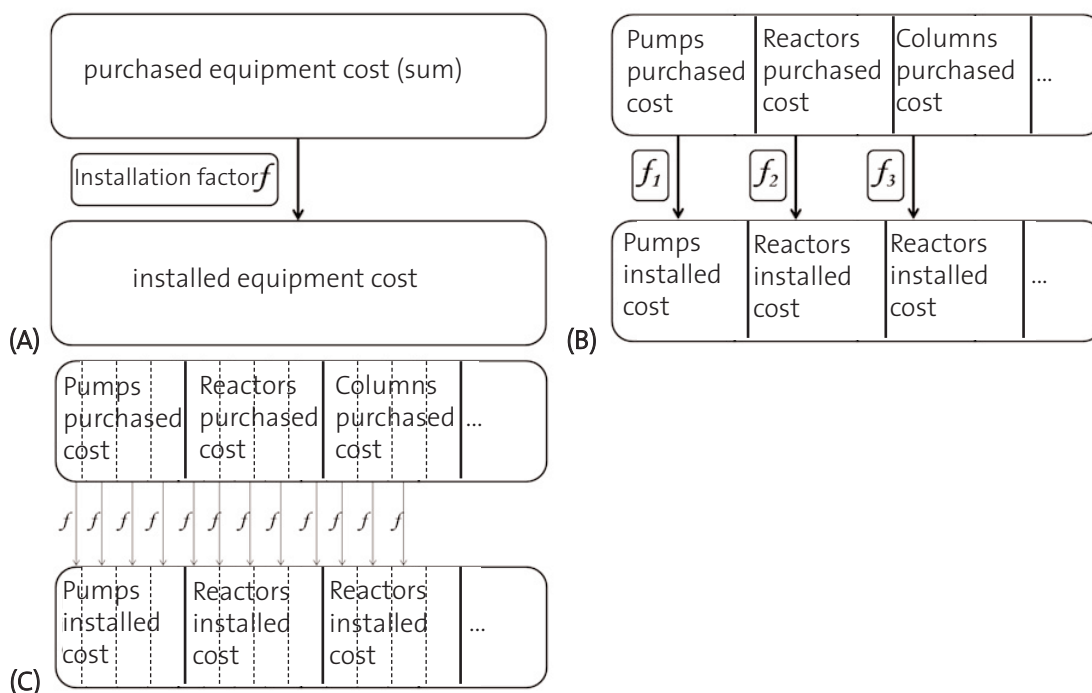 purchased equipment cost (sum)
Installation factor f
installed equipment cost
(A)
Pumps
purchased
cost
Reactors
purchased
cost
Columns
purchased
cost
...
f₁
f₂
f₃
Pumps
installed
cost
Reactors
installed
cost
Reactors
installed
cost
...
(B)
Pumps
purchased
cost
Reactors
purchased
cost
Columns
purchased
cost
...
f f f f f f f f f f f
Pumps
installed
cost
Reactors
installed
cost
Reactors
installed
cost
...
(C)